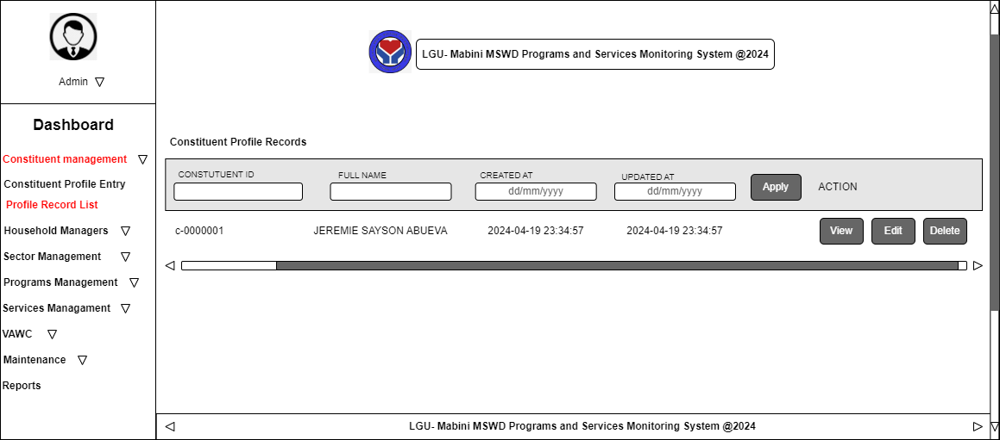 LGU- Mabini MSWD Programs and Services Monitoring System @2024
Admin
Dashboard
Constituent management
Constituent Profile Entry
Profile Record List
Household Managers
Sector Management
Programs Management
Services Managament
VAWC
Maintenance
Reports
Constituent Profile Records
CONSTUTUENT ID FULL NAME CREATED AT UPDATED AT
dd/mm/yyyy dd/mm/yyyy Apply ACTION
c-0000001 JEREMIE SAYSON ABUEVA 2024-04-19 23:34:57 2024-04-19 23:34:57 View Edit Delete
LGU- Mabini MSWD Programs and Services Monitoring System @2024